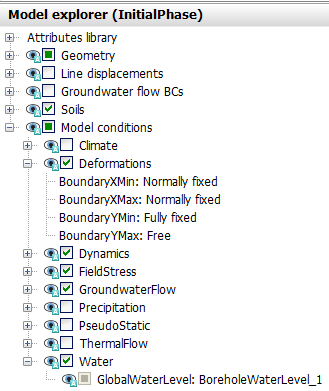 Model explorer (InitialPhase)
Attributes library
Geometry
Line displacements
Groundwater flow BCs
Soils
Model conditions
Climate
Deformations
BoundaryXMin: Normally fixed
BoundaryXMax: Normally fixed
BoundaryYMin: Fully fixed
BoundaryYMax: Free
Dynamics
FieldStress
GroundwaterFlow
Precipitation
PseudoStatic
ThermalFlow
Water
GlobalWaterLevel: BoreholeWaterLevel_1